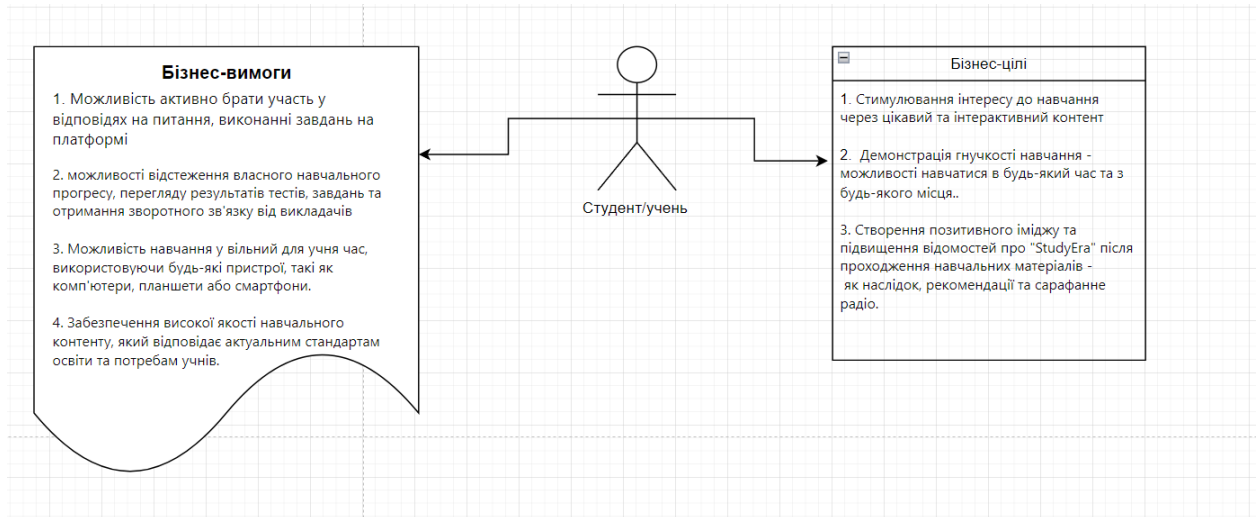 Бізнес-вимоги
1. Можливість активно брати участь у
відповідях на питання, виконанні завдань на
платформі
2. можливості відстеження власного навчального
прогресу, перегляду результатів тестів, завдань та
отримання зворотного зв'язку від викладачів
3. Можливість навчання у вільний для учня час,
використовуючи будь-які пристрої, такі як
комп'ютери, планшети або смартфони.
4. Забезпечення високої якості навчального
контенту, який відповідає актуальним стандартам
освіти та потребам учнів.
Студент/учень
Бізнес-цілі
1. Стимулювання інтересу до навчання
через цікавий та інтерактивний контент
2. Демонстрація гнучкості навчання -
можливості навчатися в будь-який час та з
будь-якого місця..
3. Створення позитивного іміджу та
підвищення відомостей про "StudyEra" після
проходження навчальних матеріалів -
як наслідок, рекомендації та сарафанне
радіо.